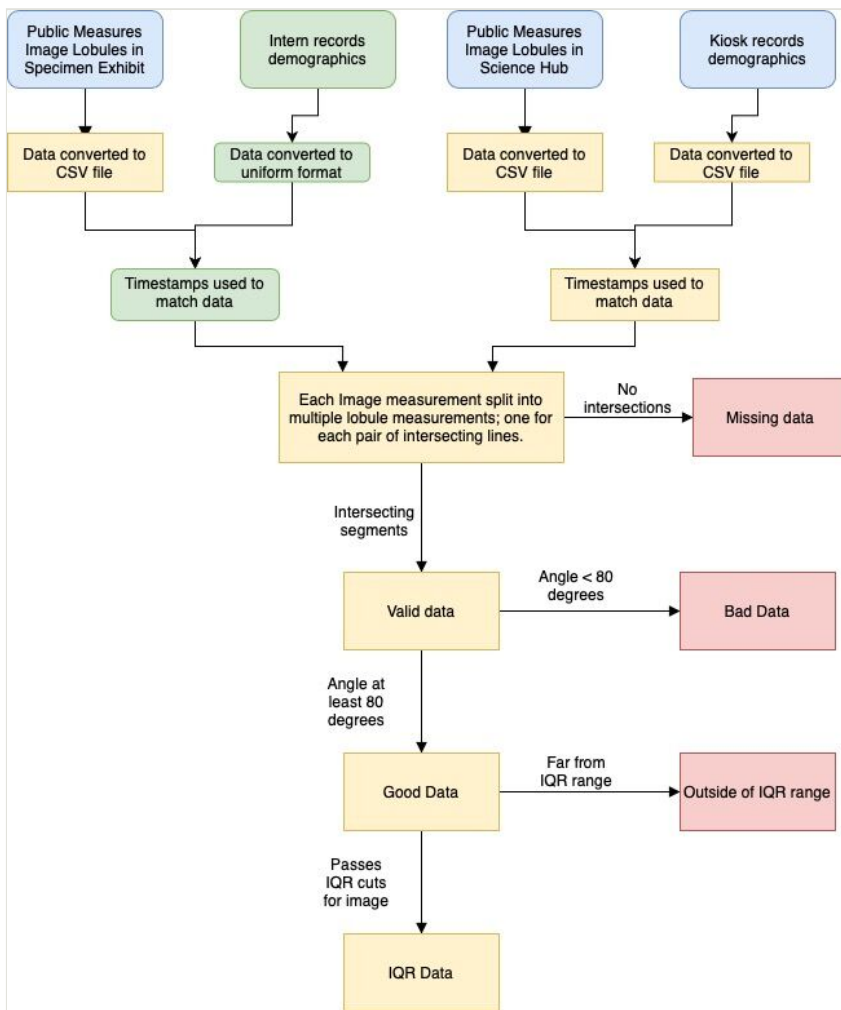 Public Measures
Image Lobules in
Specimen Exhibit
Intern records
demographics
Public Measures
Image Lobules in
Science Hub
Kiosk records
demographics
Data converted to
CSV file
Data converted to
uniform format
Data converted to
CSV file
Data converted to
CSV file
Timestamps used to
match data
Timestamps used to
match data
Each Image measurement split into
multiple lobule measurements; one for
each pair of intersecting lines.
No
intersections
Missing data
Intersecting
segments
Valid data
Angle < 80
degrees
Bad Data
Angle at
least 80
degrees
Good Data
Far from
IQR range
Outside of IQR range
Passes
IQR cuts
for image
IQR Data